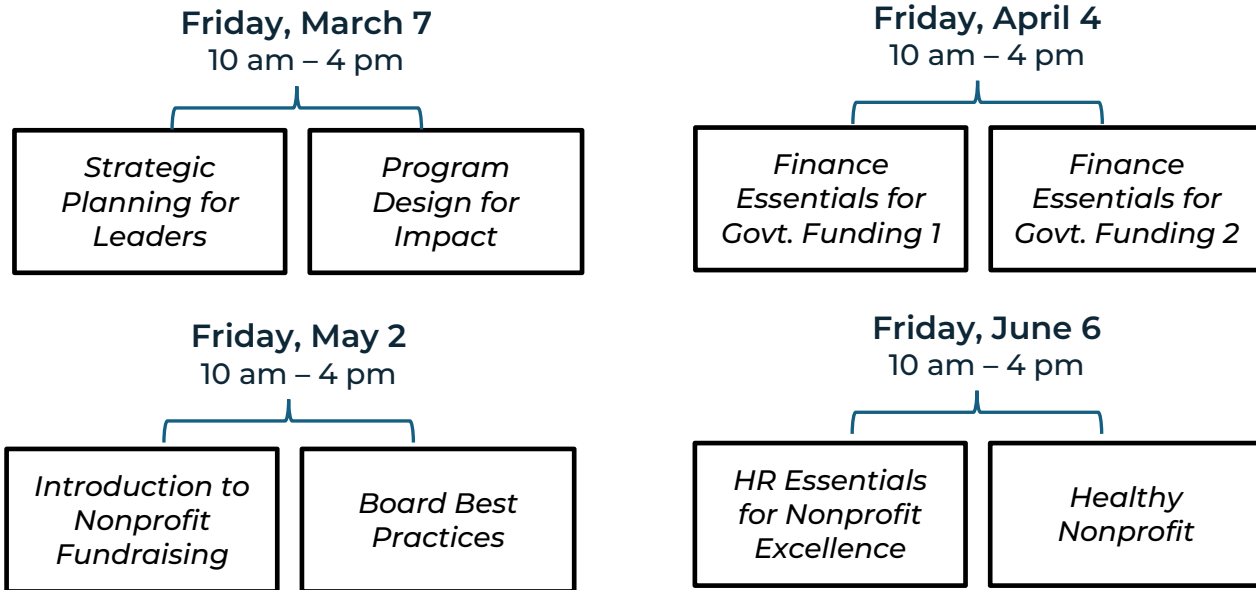 Friday, March 7
10 am – 4 pm
Strategic
Planning for
Leaders
Program
Design for
Impact
Friday, April 4
10 am – 4 pm
Finance
Essentials for
Govt. Funding 1
Finance
Essentials for
Govt. Funding 2
Friday, May 2
10 am – 4 pm
Introduction to
Nonprofit
Fundraising
Board Best
Practices
Friday, June 6
10 am – 4 pm
HR Essentials
for Nonprofit
Excellence
Healthy
Nonprofit